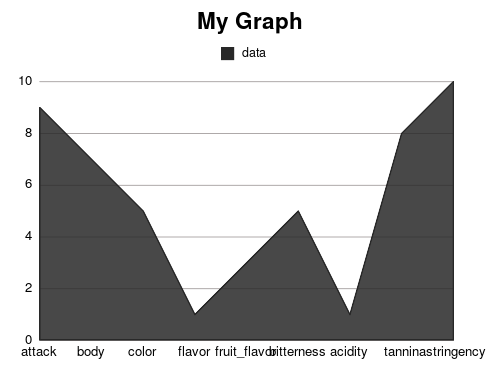 My Graph
data
10
8
6
4
2
0
attack body color flavor fruit_flavor bitterness acidity tannin astringency